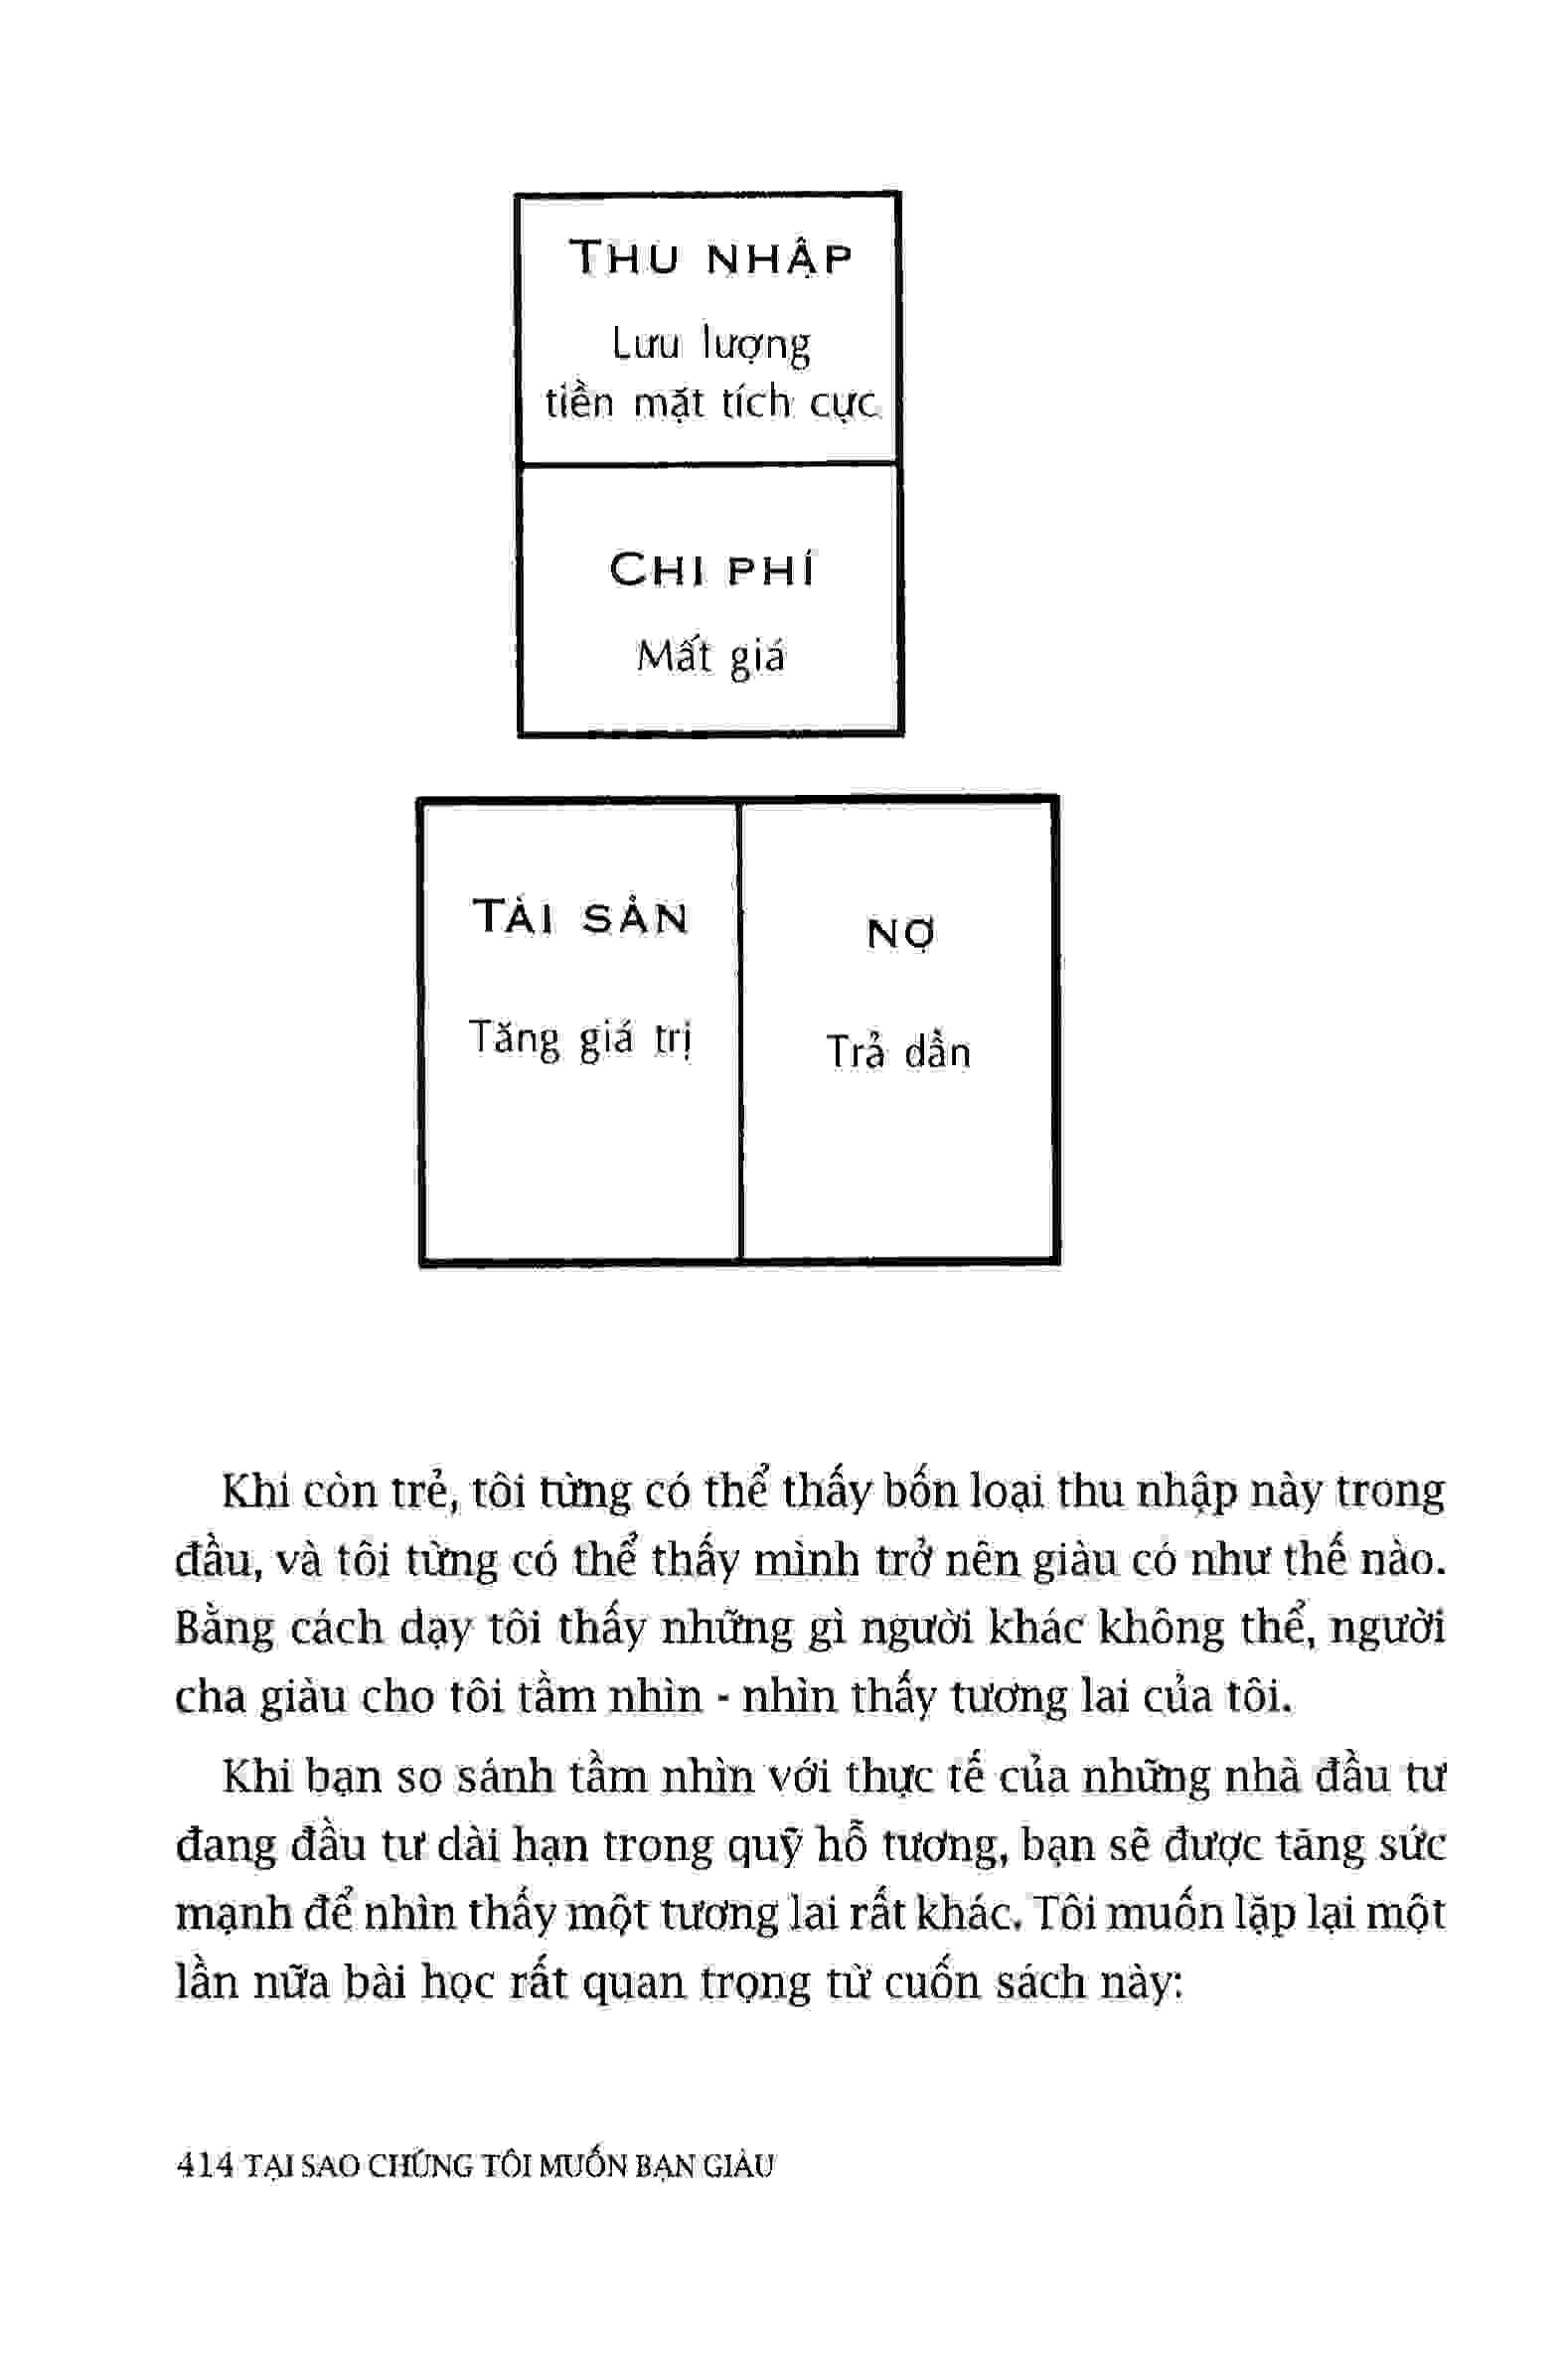 THU NHẬP
Lưu lượng
tiền mặt tích cực
CHI PHÍ
Mất giá
TÀI SẢN
Tăng giá trị
NỢ
Trả dần
Khi còn trẻ, tôi từng có thể thấy bốn loại thu nhập này trong
đầu, và tôi từng có thể thấy mình trở nên giàu có như thế nào.
Bằng cách dạy tôi thấy những gì người khác không thể, người
cha giàu cho tôi tầm nhìn - nhìn thấy tương lai của tôi.
Khi bạn so sánh tầm nhìn với thực tế của những nhà đầu tư
đang đầu tư dài hạn trong quỹ hỗ tương, bạn sẽ được tăng sức
mạnh để nhìn thấy một tương lai rất khác. Tôi muốn lặp lại một
lần nữa bài học rất quan trọng từ cuốn sách này:
414 TẠI SAO CHÚNG TÔI MUỐN BẠN GIÀU